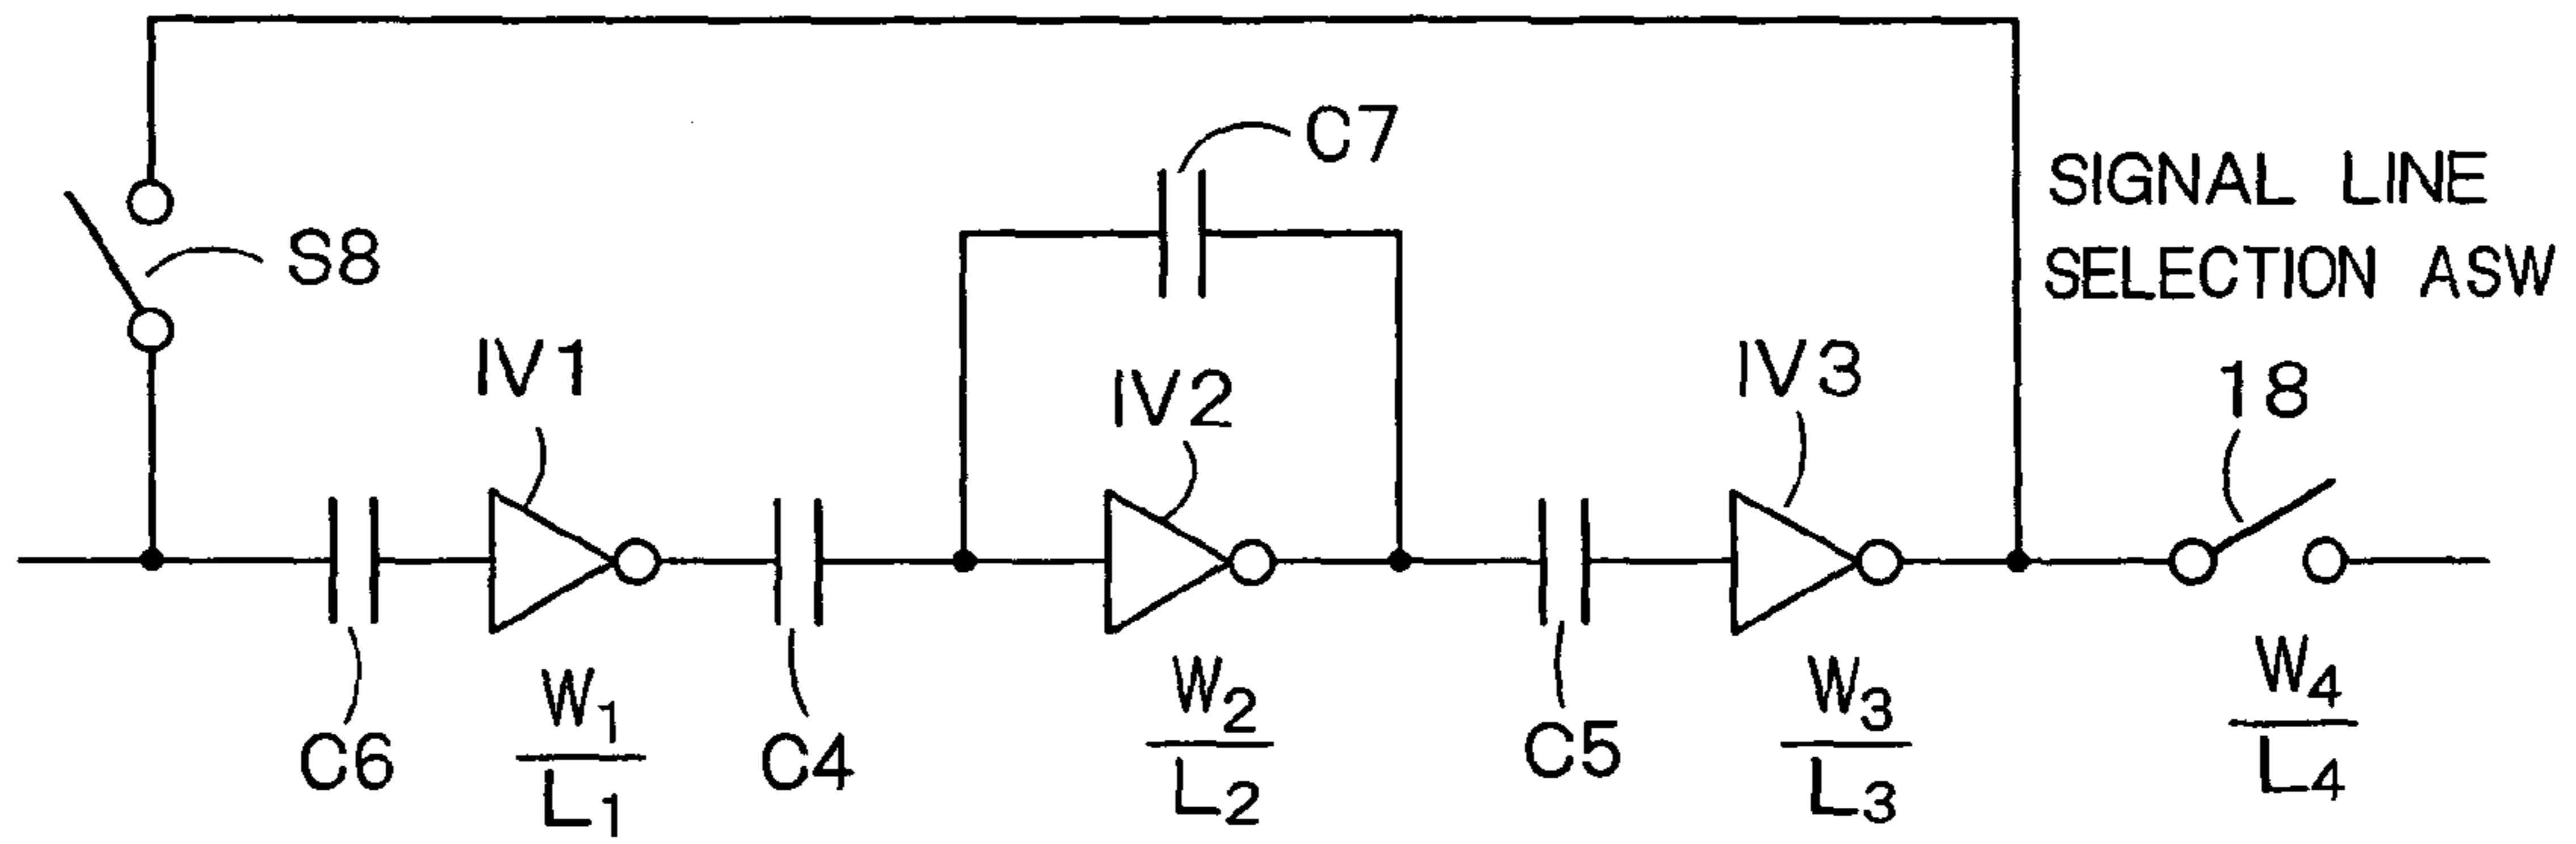 C7
SIGNAL LINE
SELECTION ASW
S8
IV1
IV2
IV3
18
C6
W1
L1
C4
W2
L2
C5
W3
L3
W4
L4